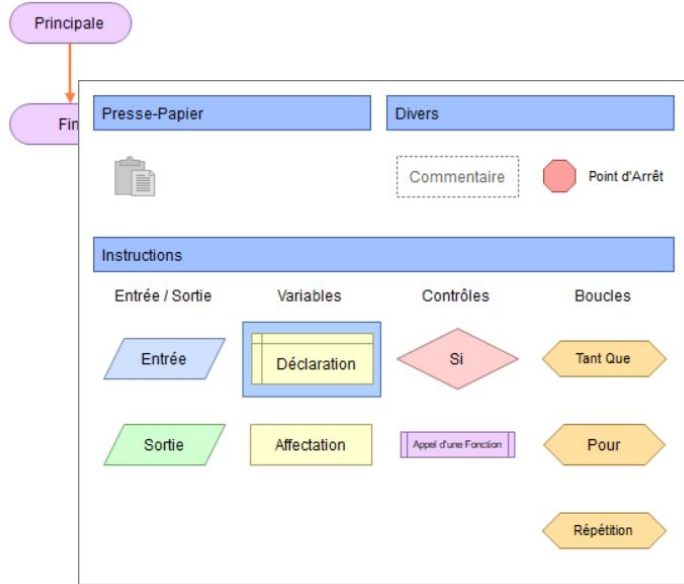 Principale
Fin
Presse-Papier
Divers
Commentaire
Point d'Arrêt
Instructions
Entrée / Sortie
Variables
Contrôles
Boucles
Entrée
Déclaration
Si
Tant Que
Sortie
Affectation
Appel d'une Fonction
Pour
Répétition